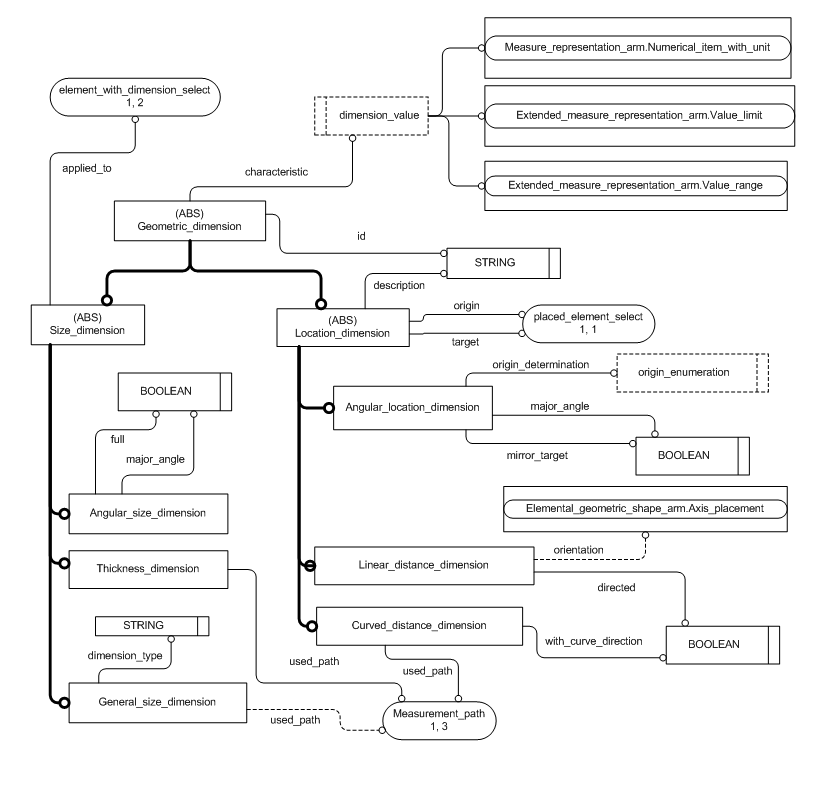 Measure_representation_arm.Numerical_item_with_unit
element_with_dimension_select
1, 2
dimension_value
Extended_measure_representation_arm.Value_limit
applied_to
characteristic
Extended_measure_representation_arm.Value_range
(ABS)
Geometric_dimension
id
STRING
description
(ABS)
Size_dimension
(ABS)
Location_dimension
origin
target
placed_element_select
1, 1
origin_determination
origin_enumeration
BOOLEAN
Angular_location_dimension
major_angle
full
major_angle
mirror_target
BOOLEAN
Angular_size_dimension
Elemental_geometric_shape_arm.Axis_placement
orientation
Thickness_dimension
Linear_distance_dimension
directed
STRING
Curved_distance_dimension
with_curve_direction
BOOLEAN
dimension_type
used_path
used_path
General_size_dimension
used_path
Measurement_path
1, 3